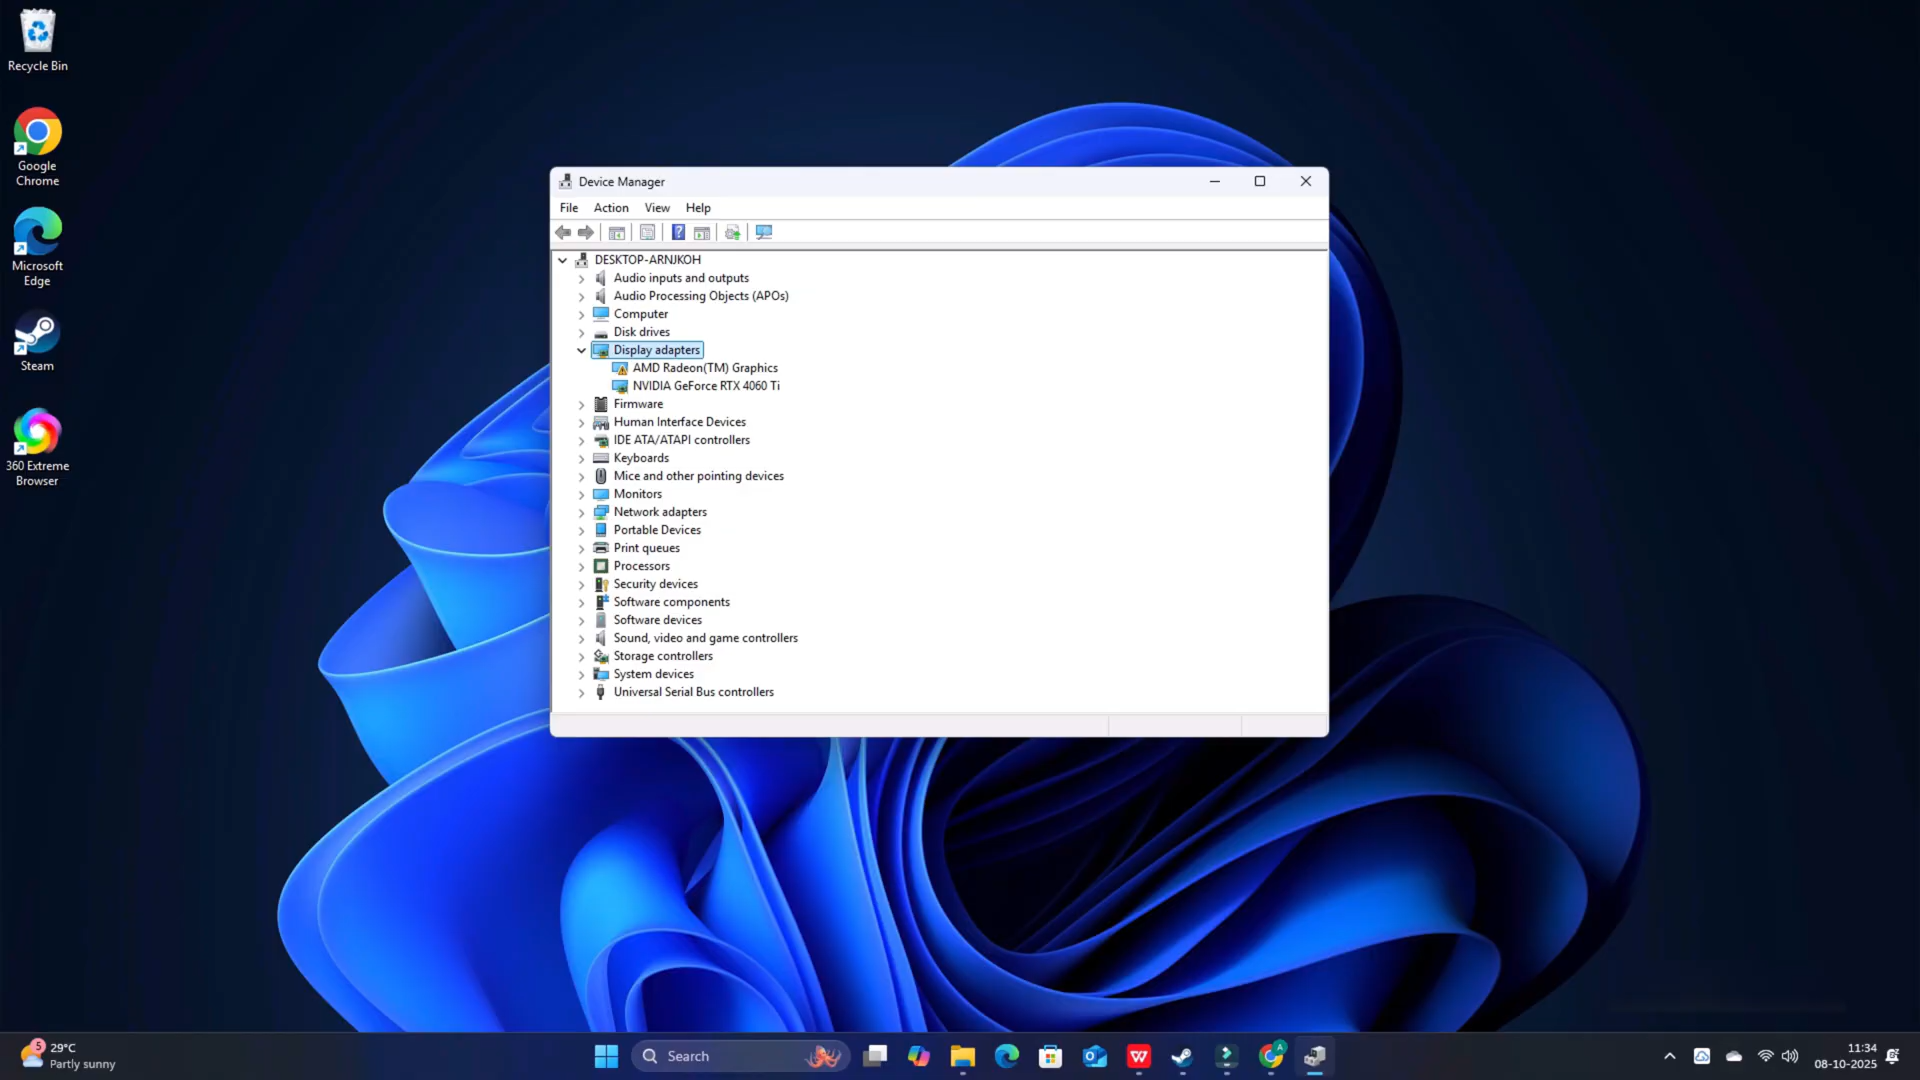 Recycle Bin
Google
Chrome
Microsoft
Edge
Steam
360 Extreme
Browser
Device Manager
File Action View Help
DESKTOP-ARNJKOH
Audio inputs and outputs
Audio Processing Objects (APOs)
Computer
Disk drives
Display adapters
AMD Radeon(TM) Graphics
NVIDIA GeForce RTX 4060 Ti
Firmware
Human Interface Devices
IDE ATA/ATAPI controllers
Keyboards
Mice and other pointing devices
Monitors
Network adapters
Portable Devices
Print queues
Processors
Security devices
Software components
Software devices
Sound, video and game controllers
Storage controllers
System devices
Universal Serial Bus controllers
5
29°C
Partly sunny
Search
W
A
11:34
08-10-2025